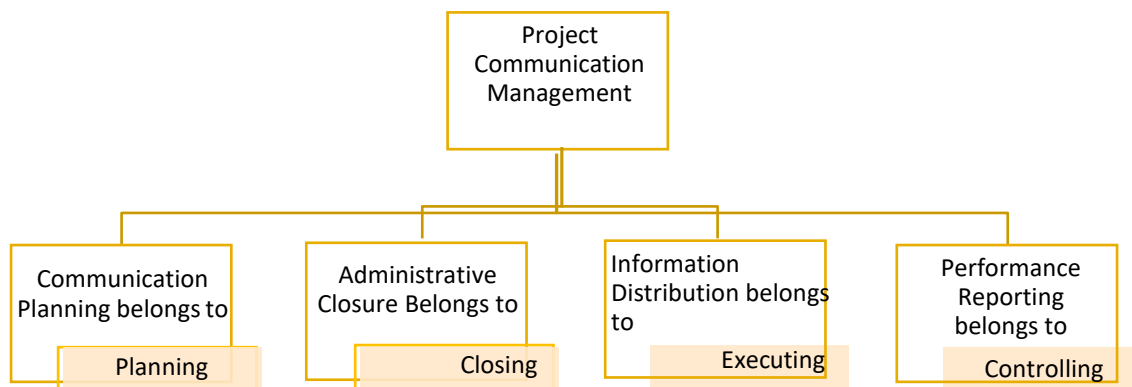 Project
Communication
Management
Communication
Planning belongs to
Planning
Administrative
Closure Belongs to
Closing
Information
Distribution belongs
to
Executing
Performance
Reporting
belongs to
Controlling